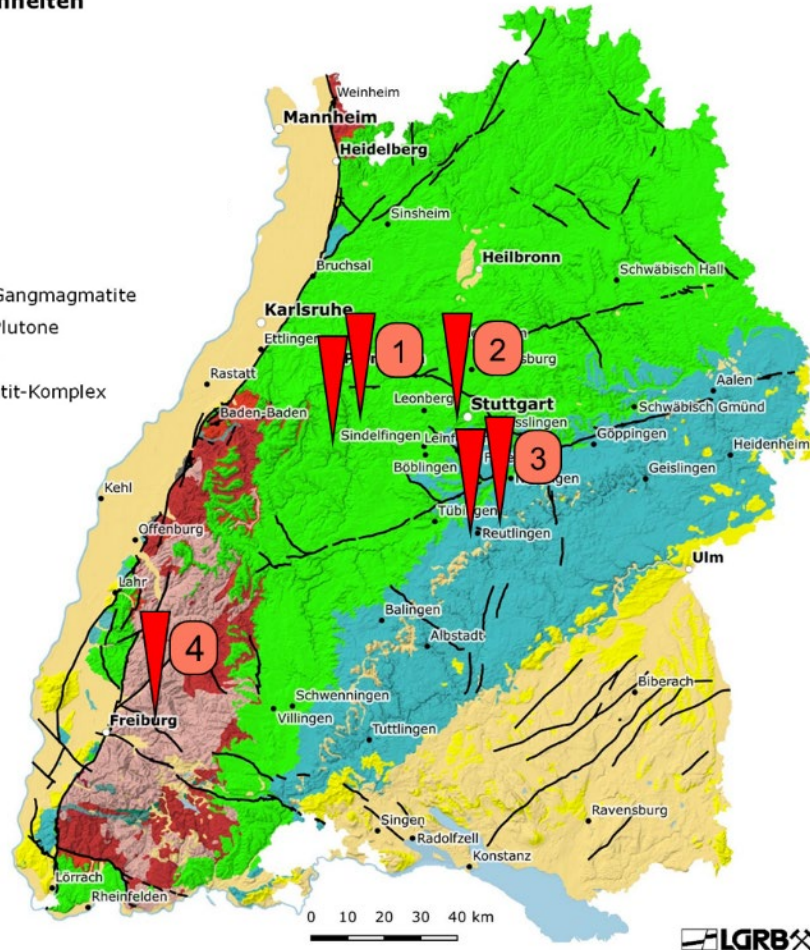 Weinheim
Mannheim
Heidelberg
Sinsheim
Bruchsal
Heilbronn
Schwäbisch Hall
Gangmagmatite
Karlsruhe
Ettlingen
1
2
Rastatt
Aalen
tit-Komplex
Leonberg
Stuttgart
Schwäbisch Gmünd
Baden-Baden
Sindelfingen
Göppingen
Heidenheim
Böblingen
3
Geislingen
Kehl
Tübingen
Offenburg
Reutlingen
Ulm
Lahr
Balingen
Albstadt
4
Biberach
Schwenningen
Freiburg
Villingen
Tuttlingen
Ravensburg
Singen
Radolfzell
Konstanz
Lörrach
Rheinfelden
0 10 20 30 40 km
LGRB